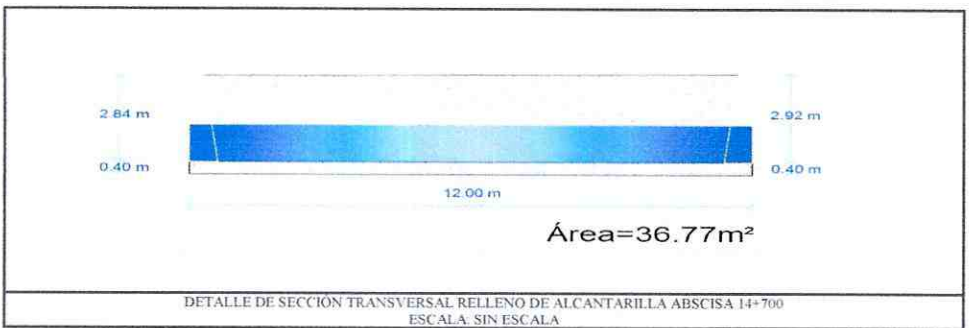 2.84 m
2.92 m
0.40 m
0.40 m
12.00 m
Área=36.77m²
DETALLE DE SECCIÓN TRANSVERSAL RELLENO DE ALCANTARILLA ABSCISA 14+700
ESCALA: SIN ESCALA